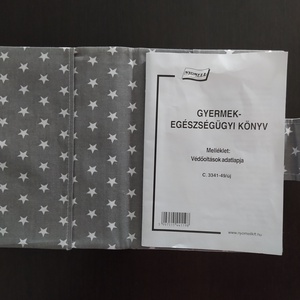 GYERMEK-
EGÉSZSÉGÜGYI KÖNYV
Melléklet:
Védőoltások adatlapja
C. 3341-49/új